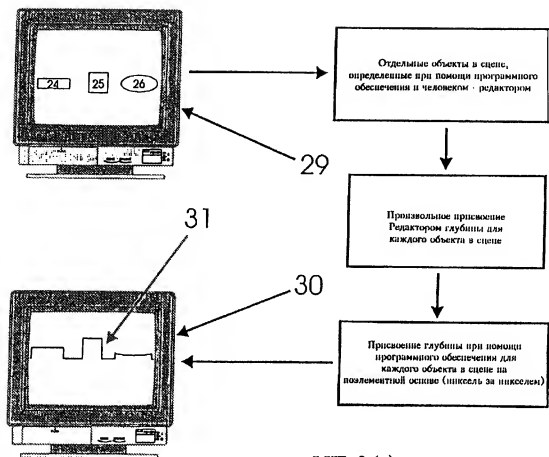 24 25 26
29
Отдельные объекты в сцене,
определенные при помощи программного
обеспечения и человеком - редактором
Произвольное присвоение
Редактором глубины для
каждого объекта в сцене
31
30
Присвоение глубины при помощи
программного обеспечения для
каждого объекта в сцене на
поэлементной основе (пиксель за пикселем)